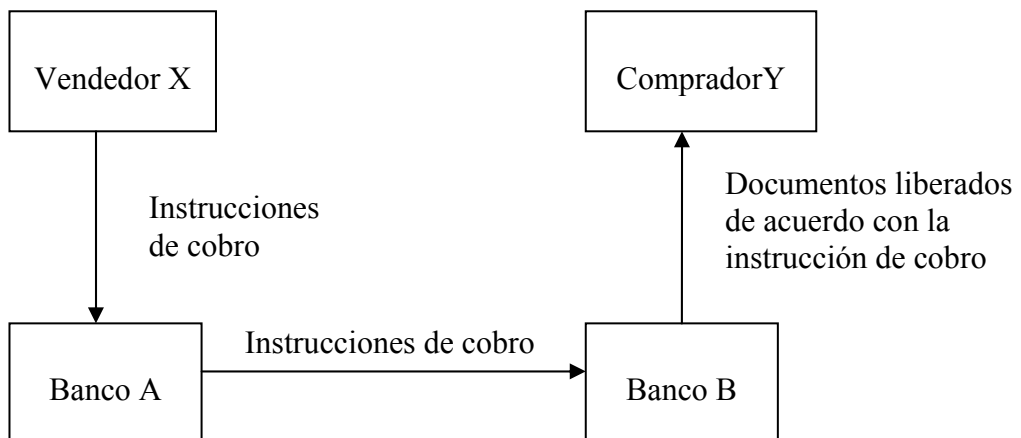 Vendedor X
CompradorY
Instrucciones
de cobro
Documentos liberados
de acuerdo con la
instrucción de cobro
Instrucciones de cobro
Banco A
Banco B